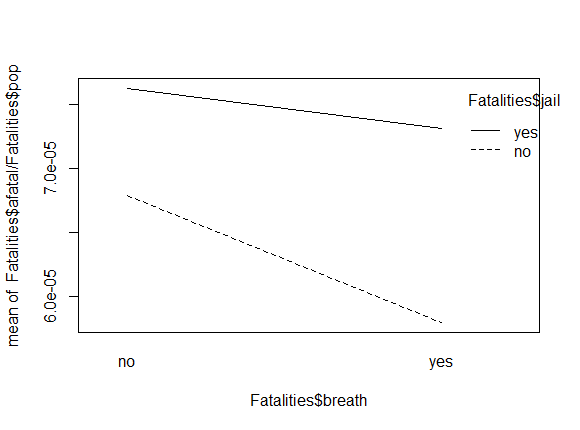 mean of Fatalities$afatal/Fatalities$pop
7.0e-05
6.0e-05
Fatalities$jail
yes
no
no
yes
Fatalities$breath